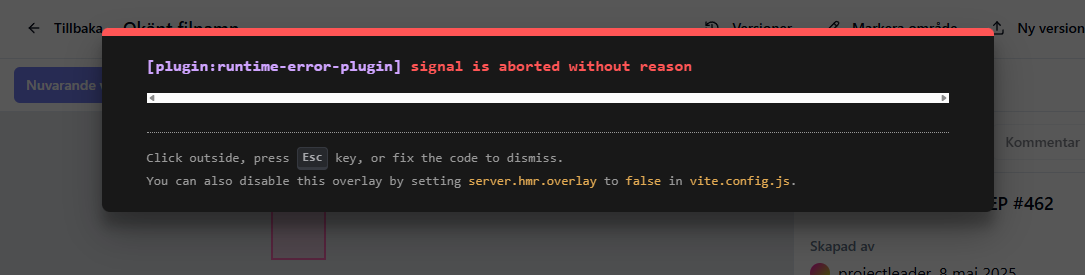 Tillbaka Okänt filnamn Versioner Markera område Ny version
[plugin:runtime-error-plugin] signal is aborted without reason
Nuvarande
Click outside, press Esc key, or fix the code to dismiss.
Kommentar
You can also disable this overlay by setting server.hmr.overlay to false in vite.config.js.
EP #462
Skapad av
projectleader, 8 maj 2025